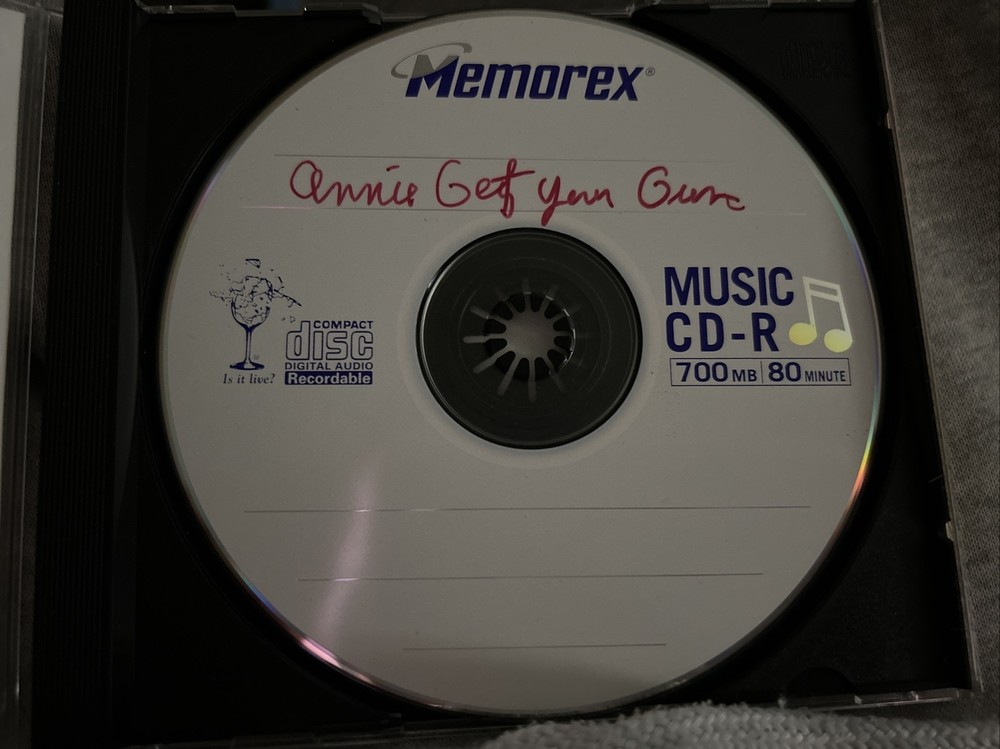 Memorex®
Annie Get Your Gun
Is it live?
COMPACT
disc
DIGITAL AUDIO
Recordable
MUSIC
CD-R
700 MB 80 MINUTE